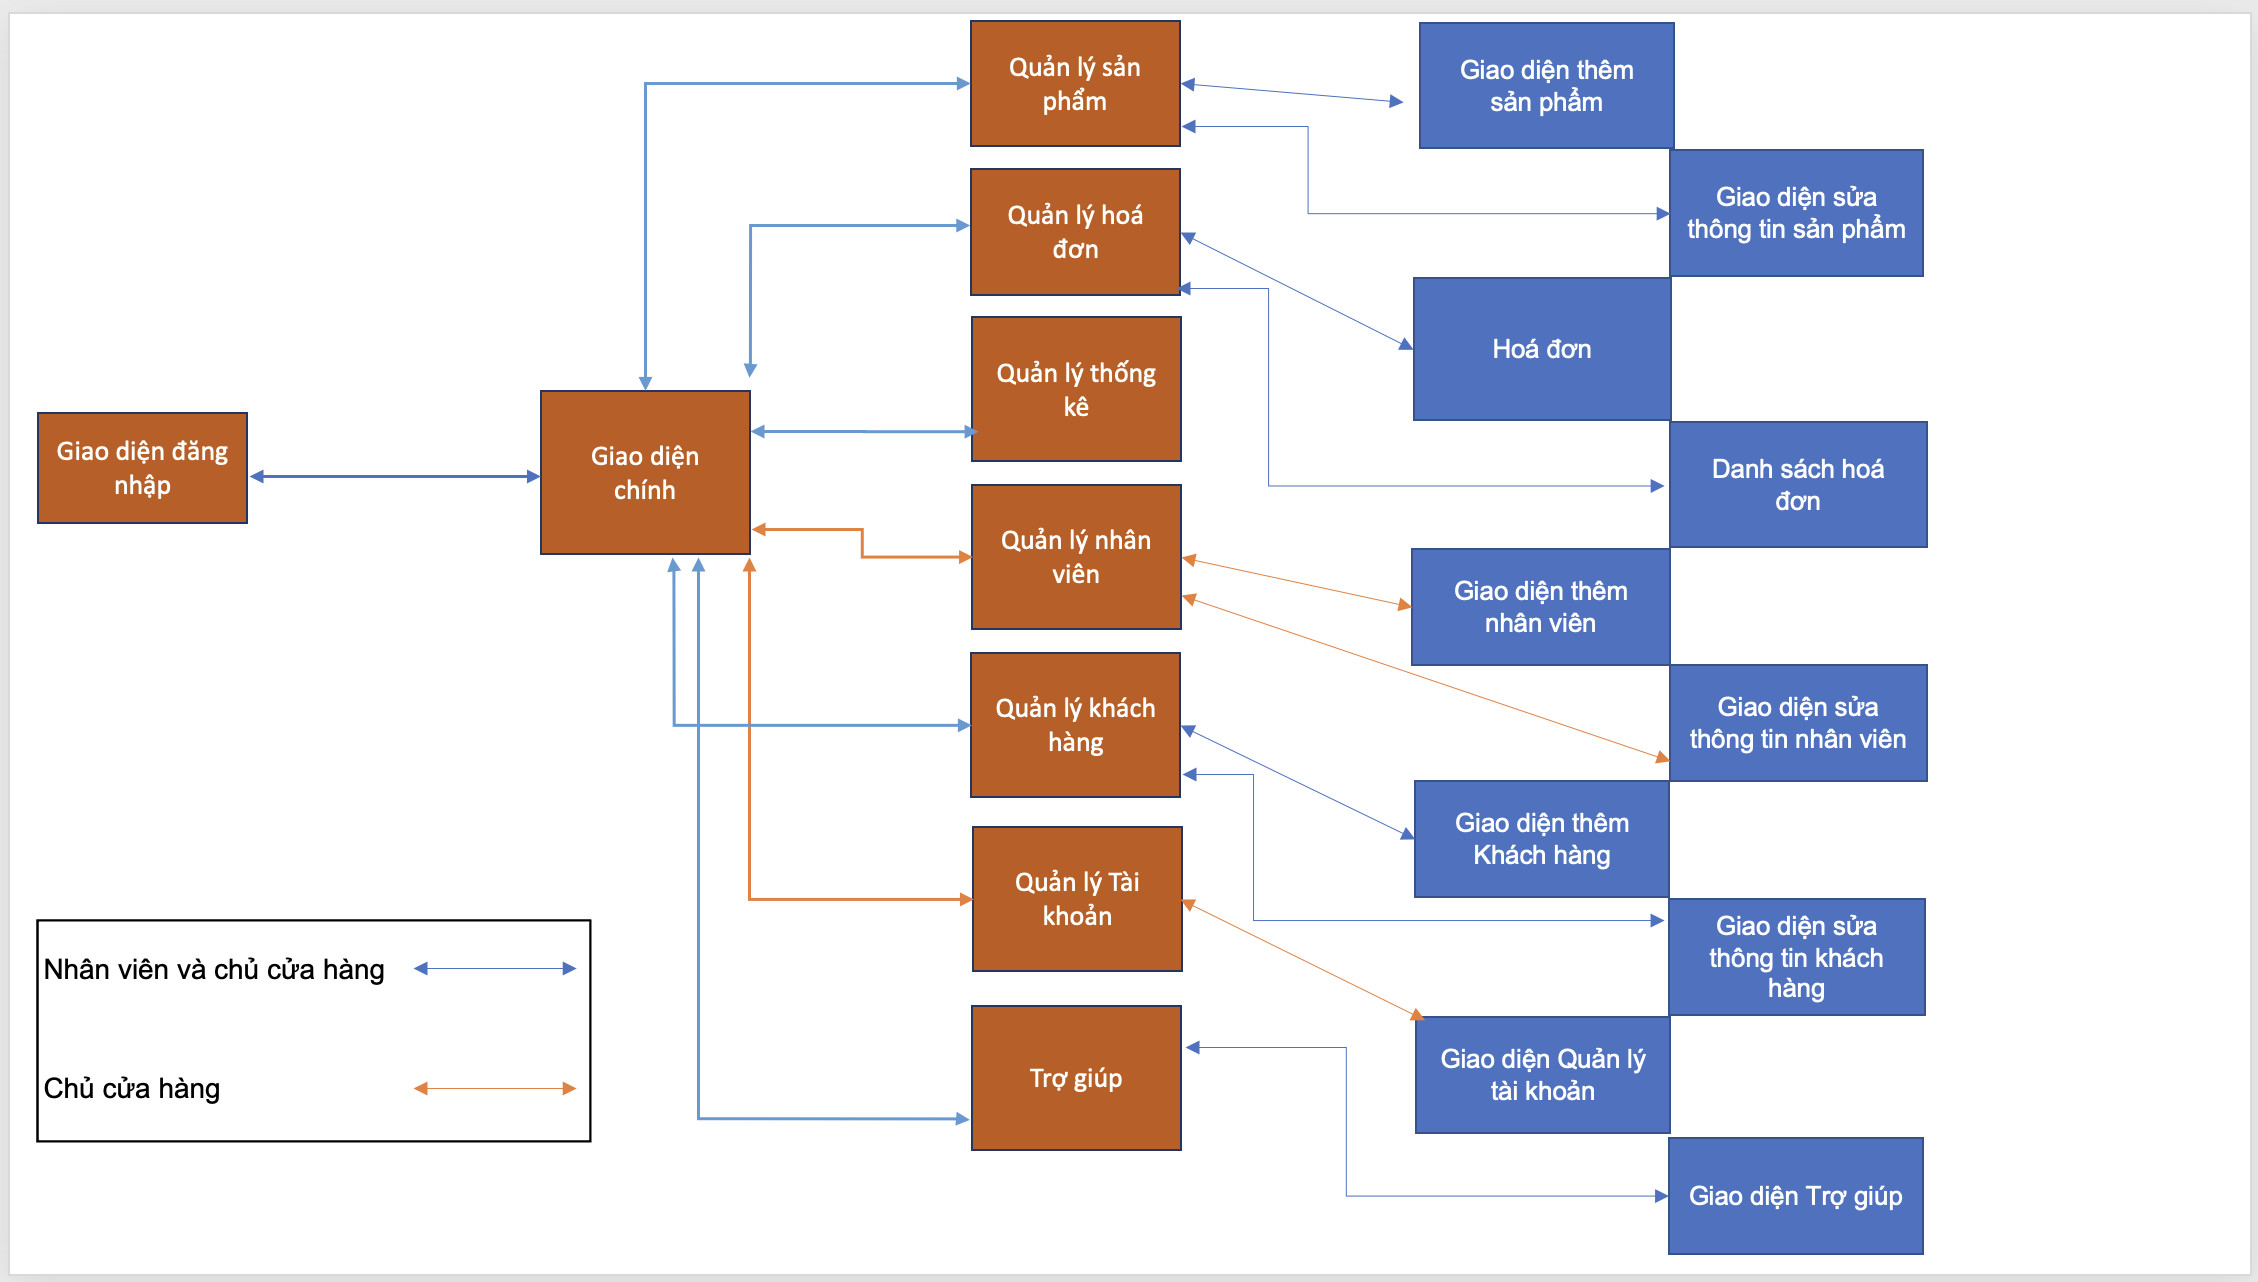 Quản lý sản
phẩm
Giao diện thêm
sản phẩm
Giao diện sửa
thông tin sản phẩm
Quản lý hoá
đơn
Hoá đơn
Quản lý thống
kê
Danh sách hoá
đơn
Giao diện đăng
nhập
Giao diện
chính
Quản lý nhân
viên
Giao diện thêm
nhân viên
Giao diện sửa
thông tin nhân viên
Quản lý khách
hàng
Giao diện thêm
Khách hàng
Quản lý Tài
khoản
Giao diện sửa
thông tin khách
hàng
Nhân viên và chủ cửa hàng
Chủ cửa hàng
Trợ giúp
Giao diện Quản lý
tài khoản
Giao diện Trợ giúp